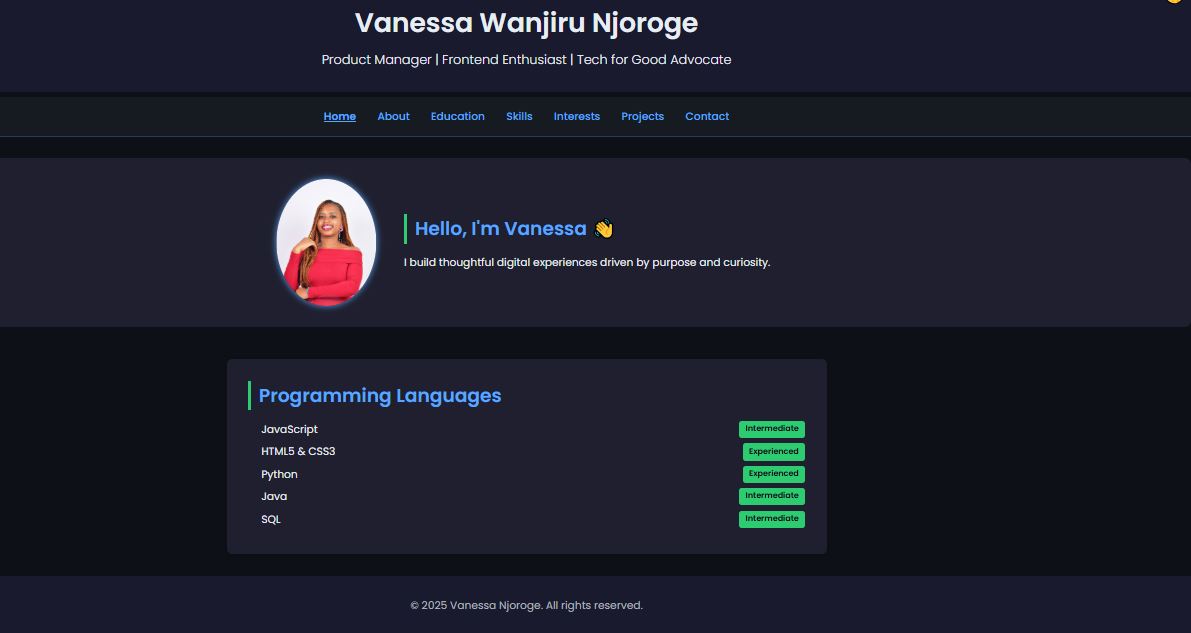 Vanessa Wanjiru Njoroge
Product Manager | Frontend Enthusiast | Tech for Good Advocate
Home About Education Skills Interests Projects Contact
Hello, I'm Vanessa 👋
I build thoughtful digital experiences driven by purpose and curiosity.
Programming Languages
JavaScript Intermediate
HTML5 & CSS3 Experienced
Python Experienced
Java Intermediate
SQL Intermediate
© 2025 Vanessa Njoroge. All rights reserved.